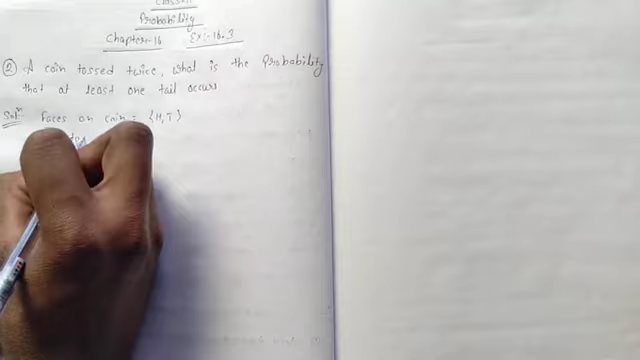 Probability
Chapter-16 Ex:-16.3
② A coin tossed twice, what is the Probability
that at least one tail occurs
Solⁿ Faces on coin = {H,T}